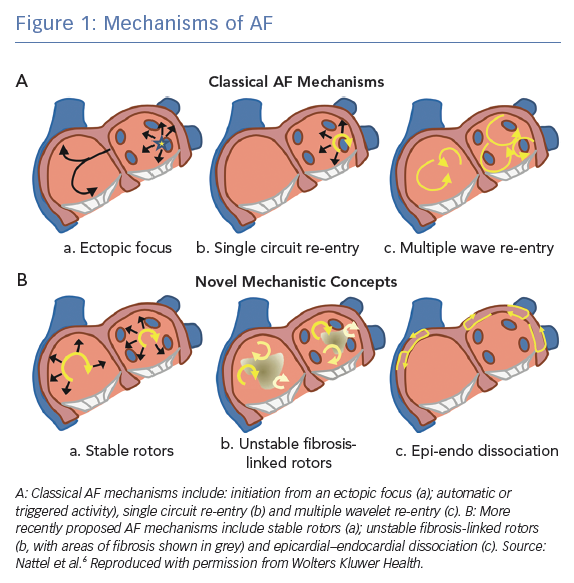 Figure 1: Mechanisms of AF
A
Classical AF Mechanisms
a. Ectopic focus
b. Single circuit re-entry
c. Multiple wave re-entry
B
Novel Mechanistic Concepts
a. Stable rotors
b. Unstable fibrosis-
linked rotors
c. Epi-endo dissociation
A: Classical AF mechanisms include: initiation from an ectopic focus (a); automatic or
triggered activity), single circuit re-entry (b) and multiple wavelet re-entry (c). B: More
recently proposed AF mechanisms include stable rotors (a); unstable fibrosis-linked rotors
(b, with areas of fibrosis shown in grey) and epicardial–endocardial dissociation (c). Source:
Nattel et al.⁶ Reproduced with permission from Wolters Kluwer Health.